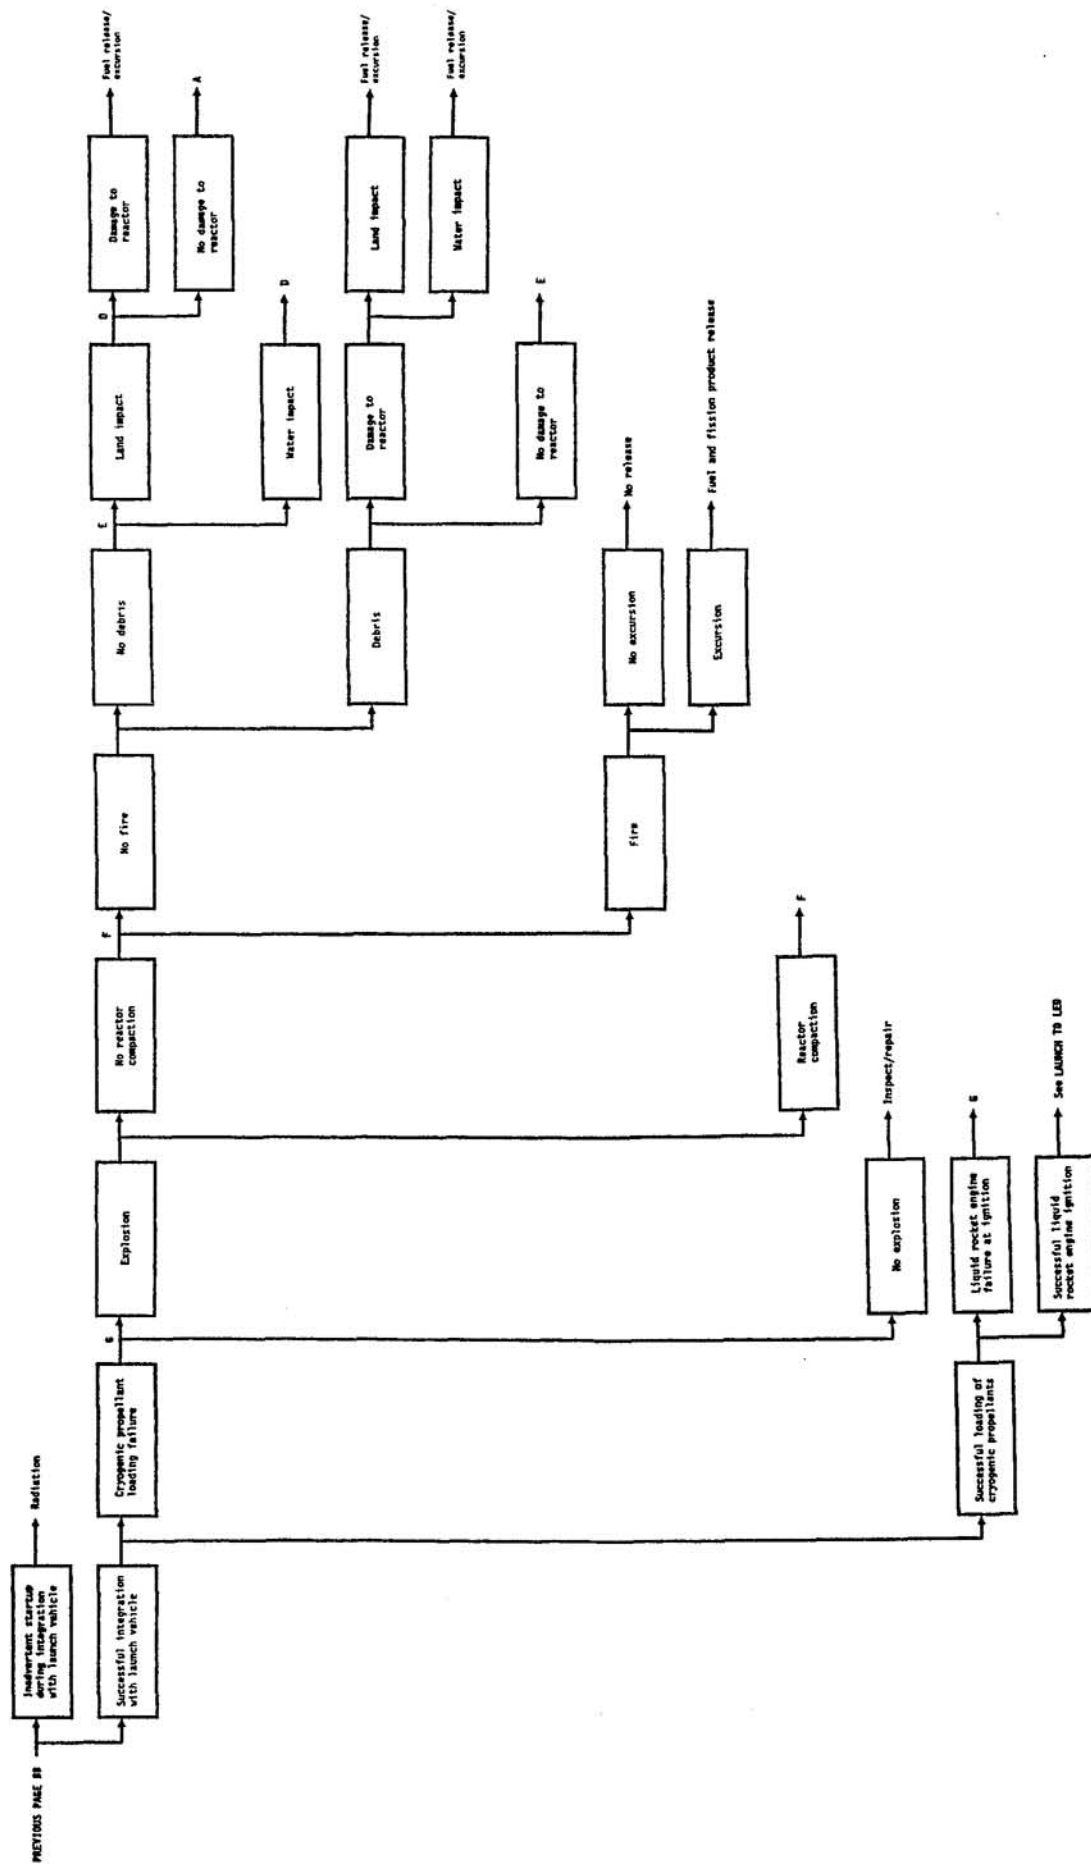 PREVIOUS PAGE BB
Inadvertent startup
during integration
with launch vehicle
Radiation
Successful integration
with launch vehicle
Cryogenic propellant
loading failure
G
Explosion
No reactor
compaction
F
No fire
No debris
E
Land impact
D
Damage to
reactor
Fuel release/
excursion
No damage to
reactor
A
Water impact
D
Debris
Damage to
reactor
Land impact
Fuel release/
excursion
Water impact
Fuel release/
excursion
No damage to
reactor
E
Fire
No excursion
No release
Excursion
Fuel and fission product release
Reactor
compaction
F
No explosion
Inspect/repair
Successful loading of
cryogenic propellants
Liquid rocket engine
failure at ignition
G
Successful liquid
rocket engine ignition
See LAUNCH TO LEO